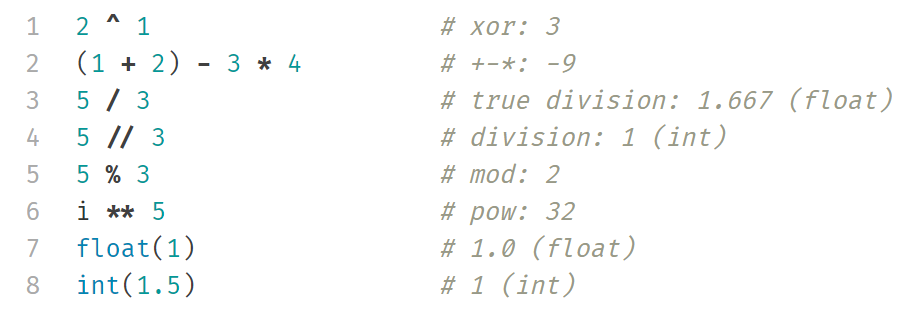 1 2 ^ 1 # xor: 3
2 (1 + 2) - 3 * 4 # +-*: -9
3 5 / 3 # true division: 1.667 (float)
4 5 // 3 # division: 1 (int)
5 5 % 3 # mod: 2
6 i ** 5 # pow: 32
7 float(1) # 1.0 (float)
8 int(1.5) # 1 (int)